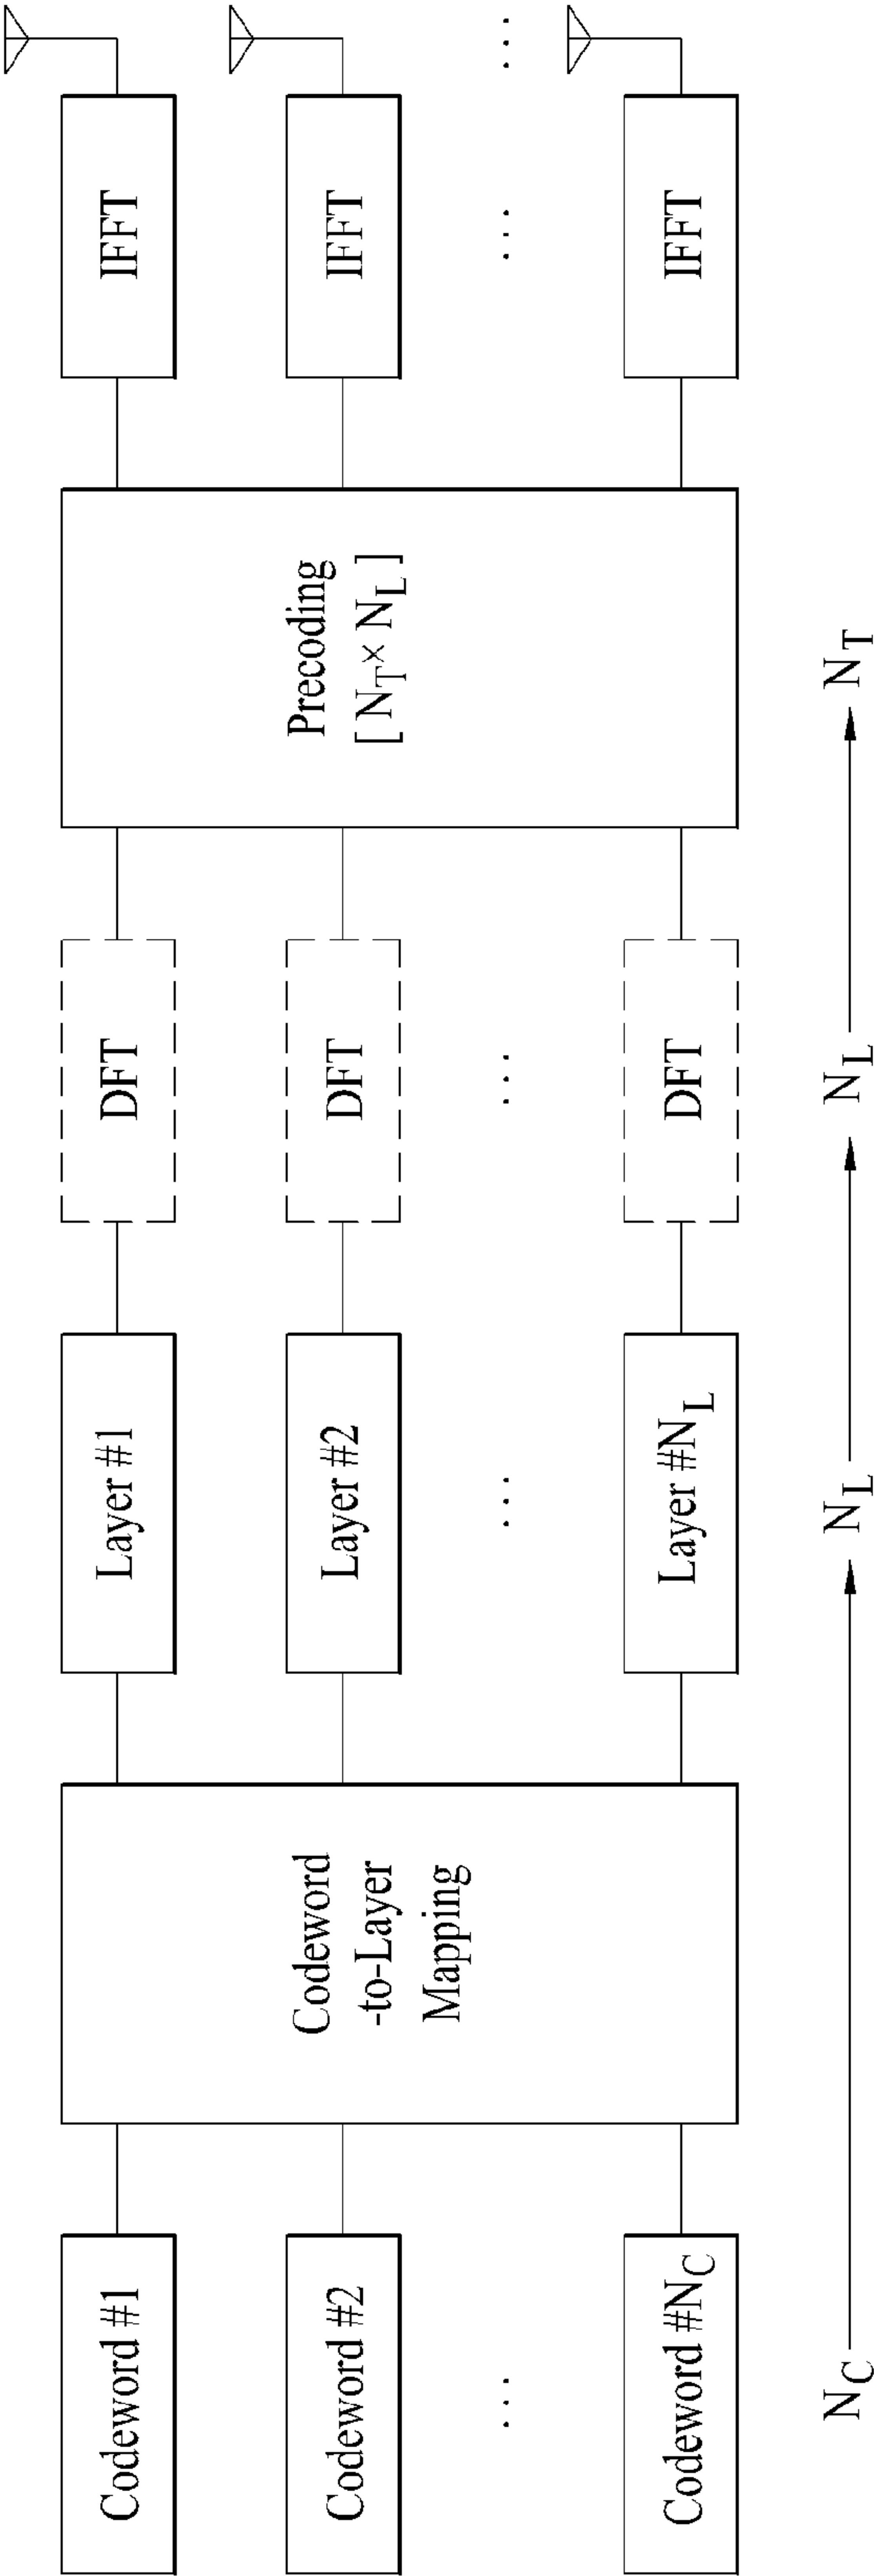 Codeword #1
Codeword #2
...
Codeword #N_C
Codeword
-to-Layer
Mapping
Layer #1
Layer #2
...
Layer #N_L
DFT
DFT
...
DFT
Precoding
[ N_T × N_L ]
IFFT
IFFT
...
IFFT
...
N_C
N_L
N_L
N_T